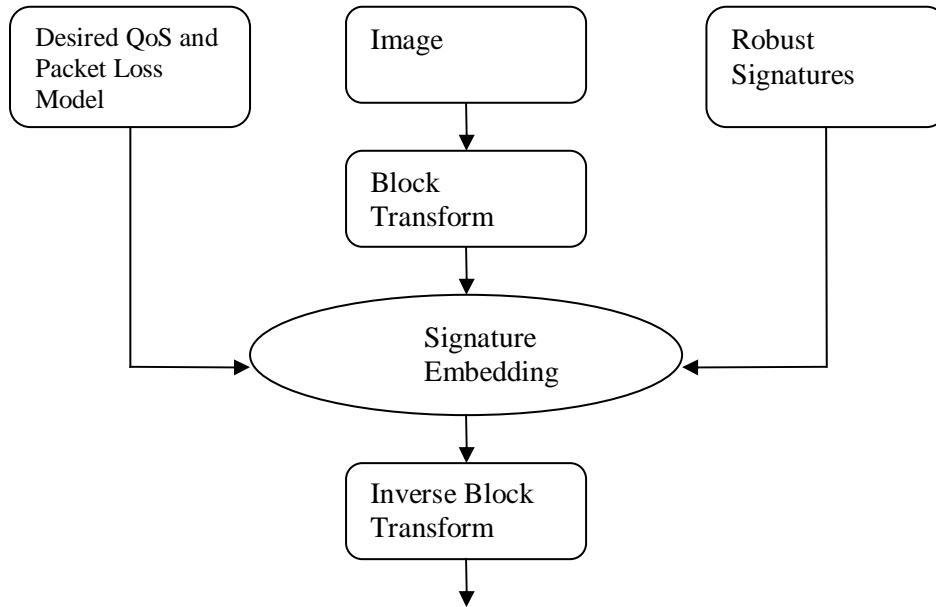 Desired QoS and
Packet Loss
Model
Image
Robust
Signatures
Block
Transform
Signature
Embedding
Inverse Block
Transform